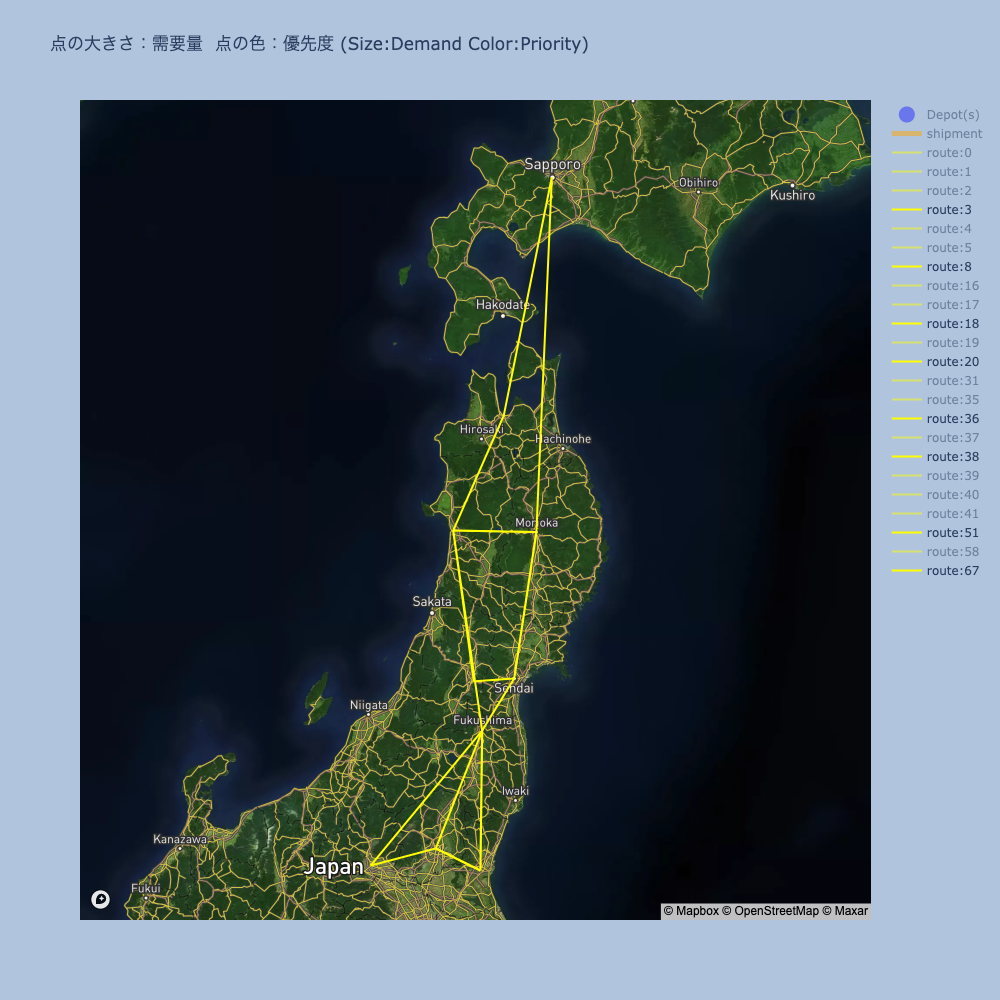 点の大きさ：需要量 点の色：優先度 (Size:Demand Color:Priority)
Depot(s)
shipment
route:0
route:1
route:2
route:3
route:4
route:5
route:8
route:16
route:17
route:18
route:19
route:20
route:31
route:35
route:36
route:37
route:38
route:39
route:40
route:41
route:51
route:58
route:67
Sapporo
Obihiro
Kushiro
Hakodate
Hirosaki
Hachinohe
Morioka
Sakata
Sendai
Niigata
Fukushima
Iwaki
Kanazawa
Japan
Fukui
© Mapbox © OpenStreetMap © Maxar